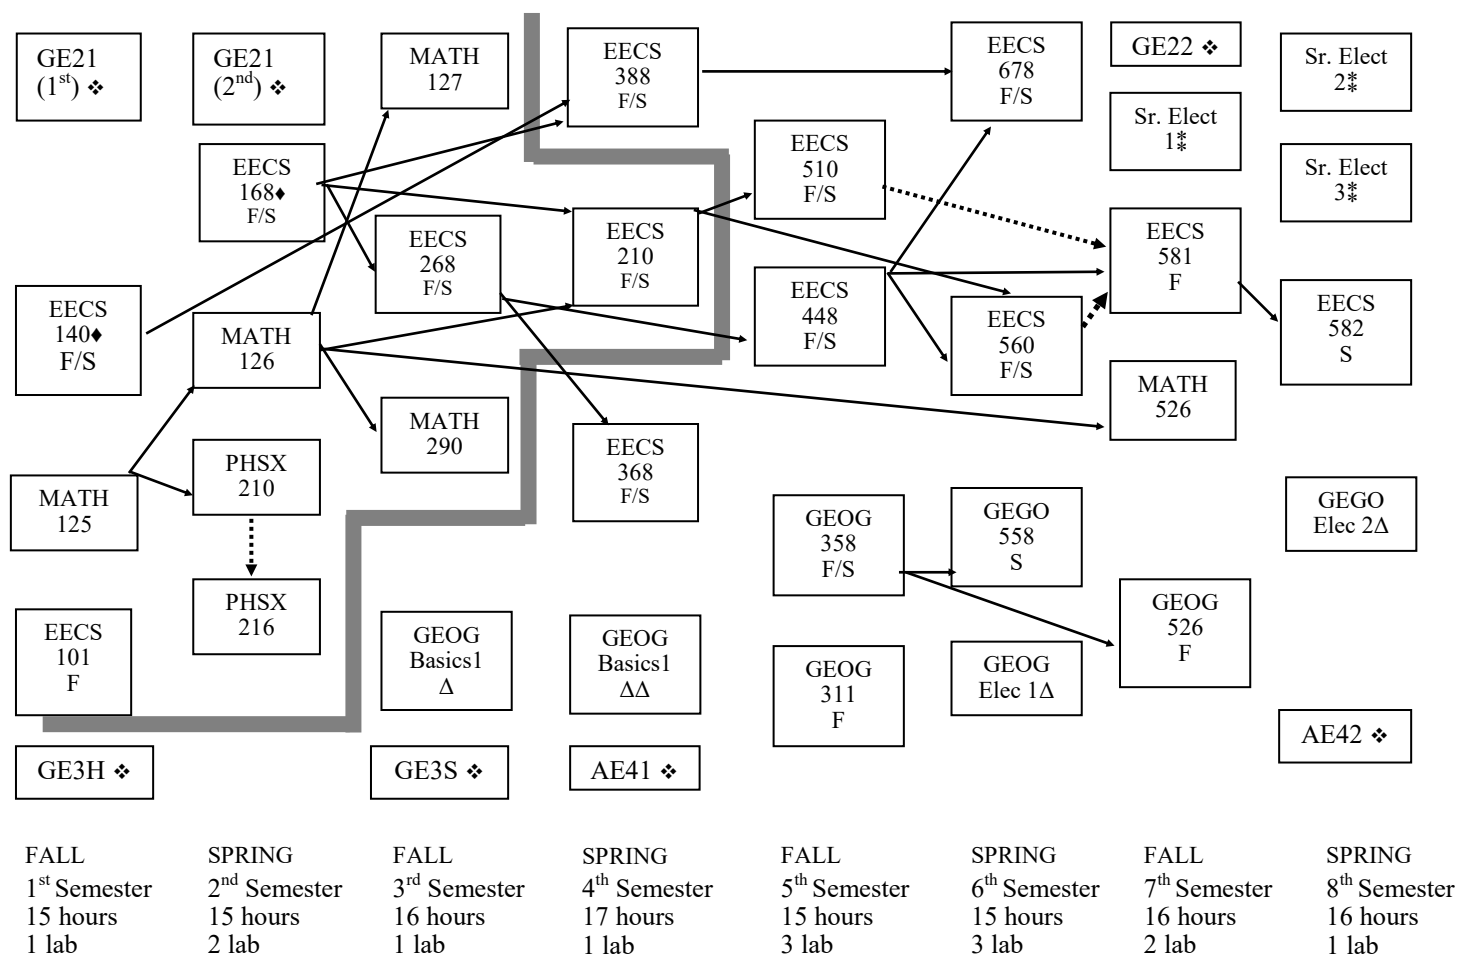 GE21
(1st) ❖
EECS
140♦
F/S
MATH
125
EECS
101
F
GE3H ❖
GE21
(2nd) ❖
EECS
168♦
F/S
MATH
126
PHSX
210
PHSX
216
MATH
127
EECS
268
F/S
MATH
290
GEOG
Basics1
Δ
GE3S ❖
EECS
388
F/S
EECS
210
F/S
EECS
368
F/S
GEOG
Basics1
ΔΔ
AE41 ❖
EECS
510
F/S
EECS
448
F/S
GEOG
358
F/S
GEOG
311
F
EECS
678
F/S
EECS
560
F/S
GEGO
558
S
GEOG
Elec 1Δ
GE22 ❖
Sr. Elect
1⁑
EECS
581
F
MATH
526
GEOG
526
F
Sr. Elect
2⁑
Sr. Elect
3⁑
EECS
582
S
GEGO
Elec 2Δ
AE42 ❖
FALL
1st Semester
15 hours
1 lab
SPRING
2nd Semester
15 hours
2 lab
FALL
3rd Semester
16 hours
1 lab
SPRING
4th Semester
17 hours
1 lab
FALL
5th Semester
15 hours
3 lab
SPRING
6th Semester
15 hours
3 lab
FALL
7th Semester
16 hours
2 lab
SPRING
8th Semester
16 hours
1 lab